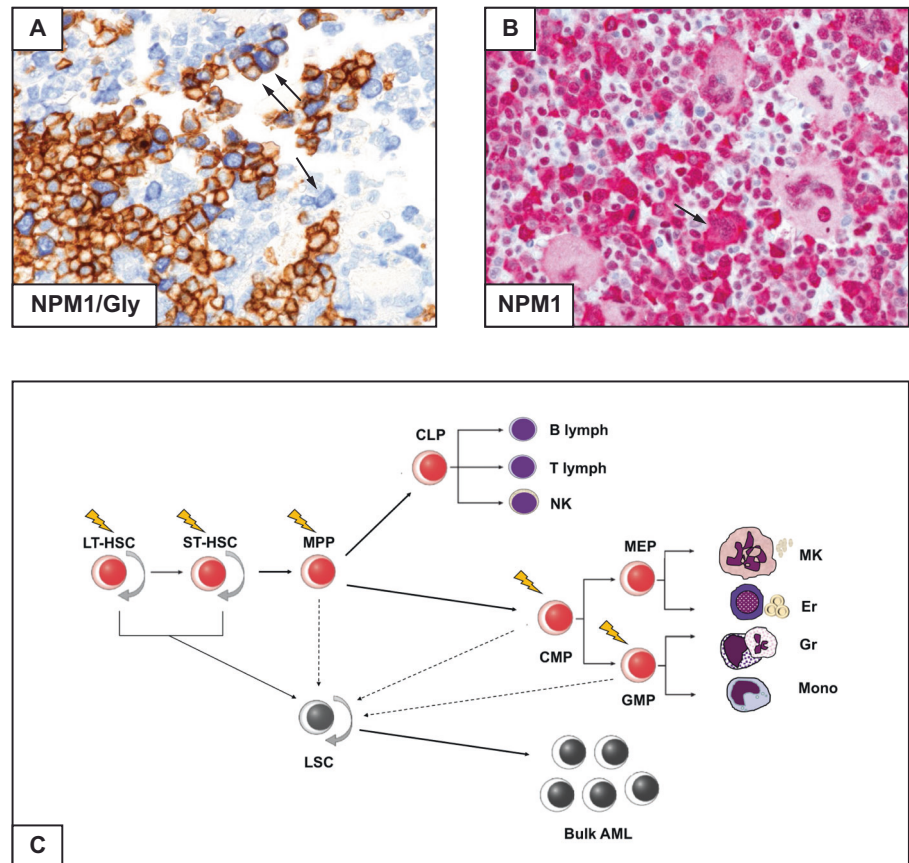 A
NPM1/Gly
B
NPM1
CLP
B lymph
T lymph
NK
LT-HSC
ST-HSC
MPP
MEP
MK
Er
CMP
GMP
Gr
Mono
LSC
Bulk AML
C